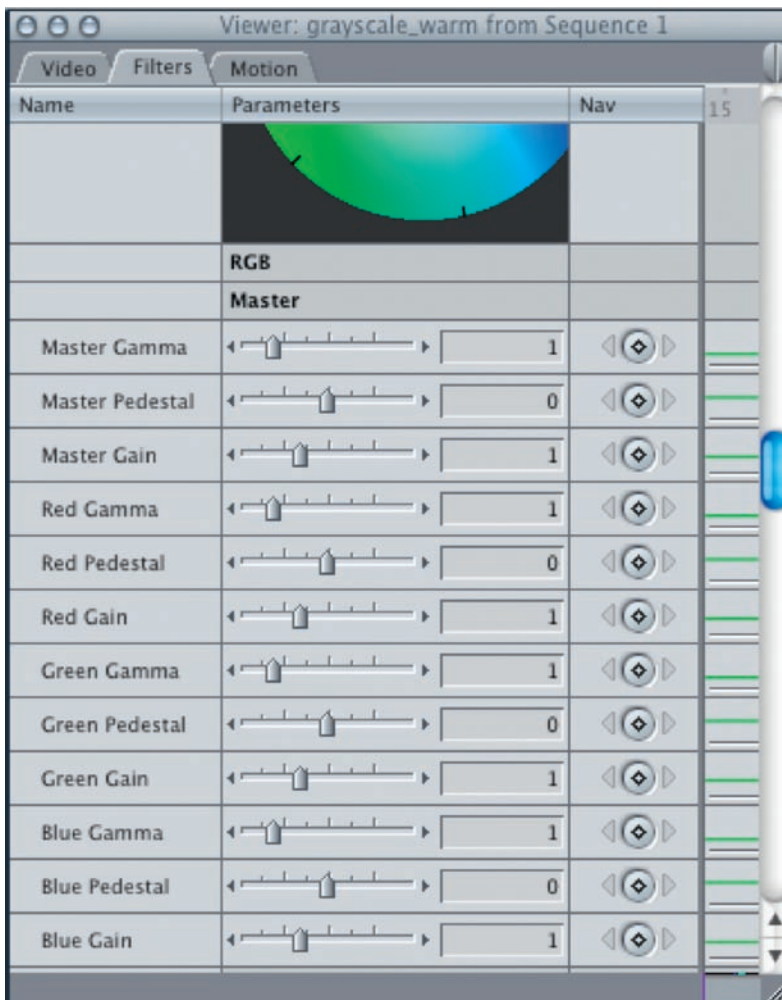 Viewer: grayscale_warm from Sequence 1
Video Filters Motion
Name Parameters Nav 15
RGB
Master
Master Gamma 1
Master Pedestal 0
Master Gain 1
Red Gamma 1
Red Pedestal 0
Red Gain 1
Green Gamma 1
Green Pedestal 0
Green Gain 1
Blue Gamma 1
Blue Pedestal 0
Blue Gain 1